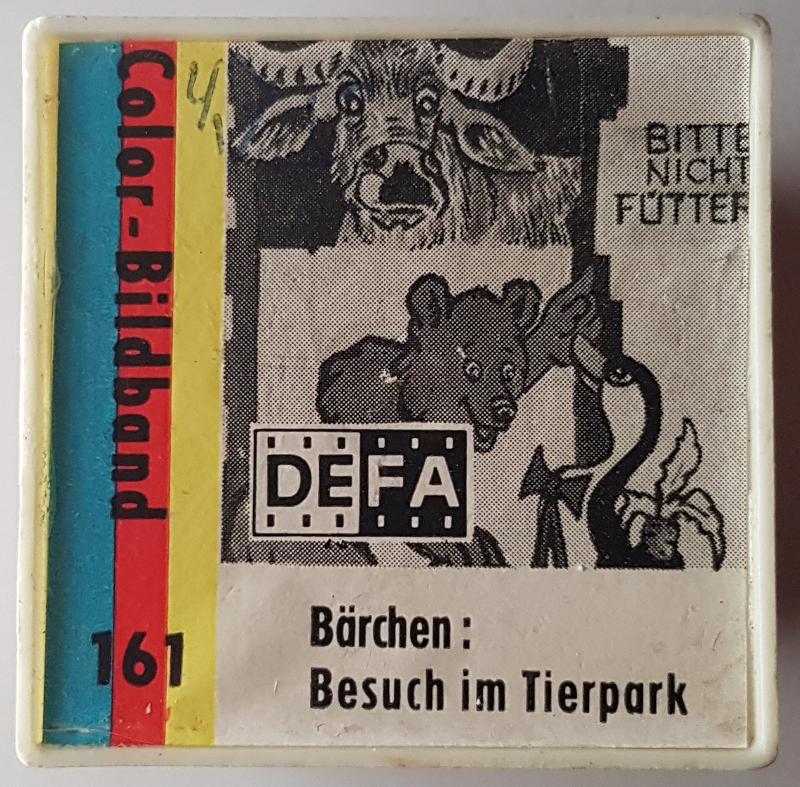 Color-Bildband
161
BITTE
NICHT
FÜTTER
DEFA
Bärchen:
Besuch im Tierpark